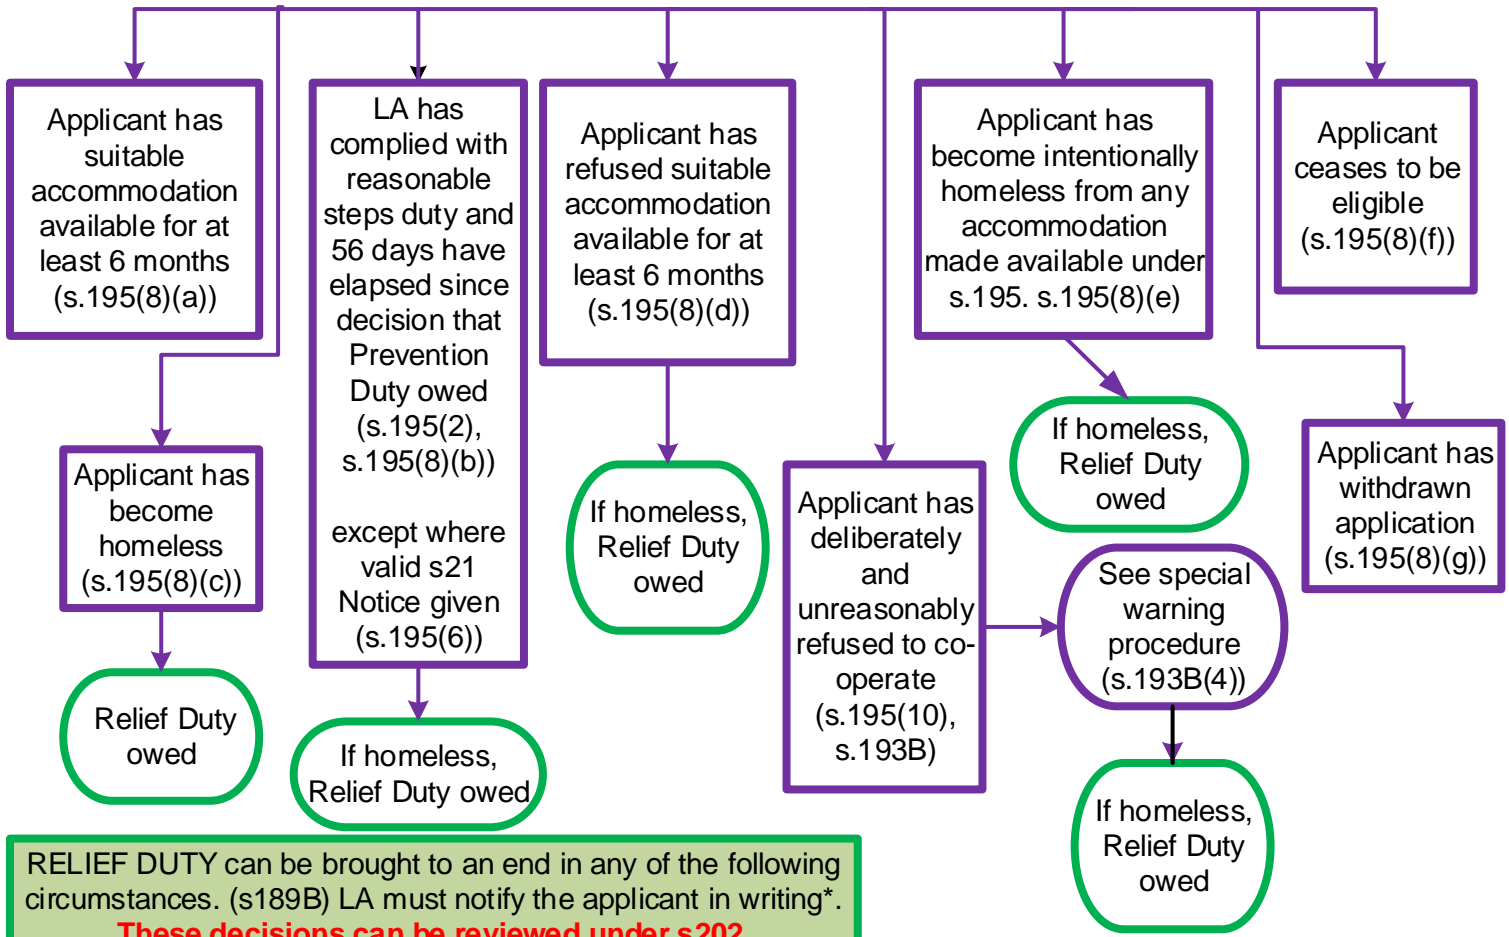 Applicant has
suitable
accommodation
available for at
least 6 months
(s.195(8)(a))
LA has
complied with
reasonable
steps duty and
56 days have
elapsed since
decision that
Prevention
Duty owed
(s.195(2),
s.195(8)(b))
except where
valid s21
Notice given
(s.195(6))
Applicant has
refused suitable
accommodation
available for at
least 6 months
(s.195(8)(d))
Applicant has
become intentionally
homeless from any
accommodation
made available under
s.195. s.195(8)(e)
Applicant
ceases to be
eligible
(s.195(8)(f))
Applicant has
become
homeless
(s.195(8)(c))
If homeless,
Relief Duty
owed
Applicant has
deliberately
and
unreasonably
refused to co-
operate
(s.195(10),
s.193B)
If homeless,
Relief Duty
owed
Applicant has
withdrawn
application
(s.195(8)(g))
See special
warning
procedure
(s.193B(4))
Relief Duty
owed
If homeless,
Relief Duty owed
If homeless,
Relief Duty
owed
RELIEF DUTY can be brought to an end in any of the following
circumstances. (s189B) LA must notify the applicant in writing*.
These decisions can be reviewed under s202